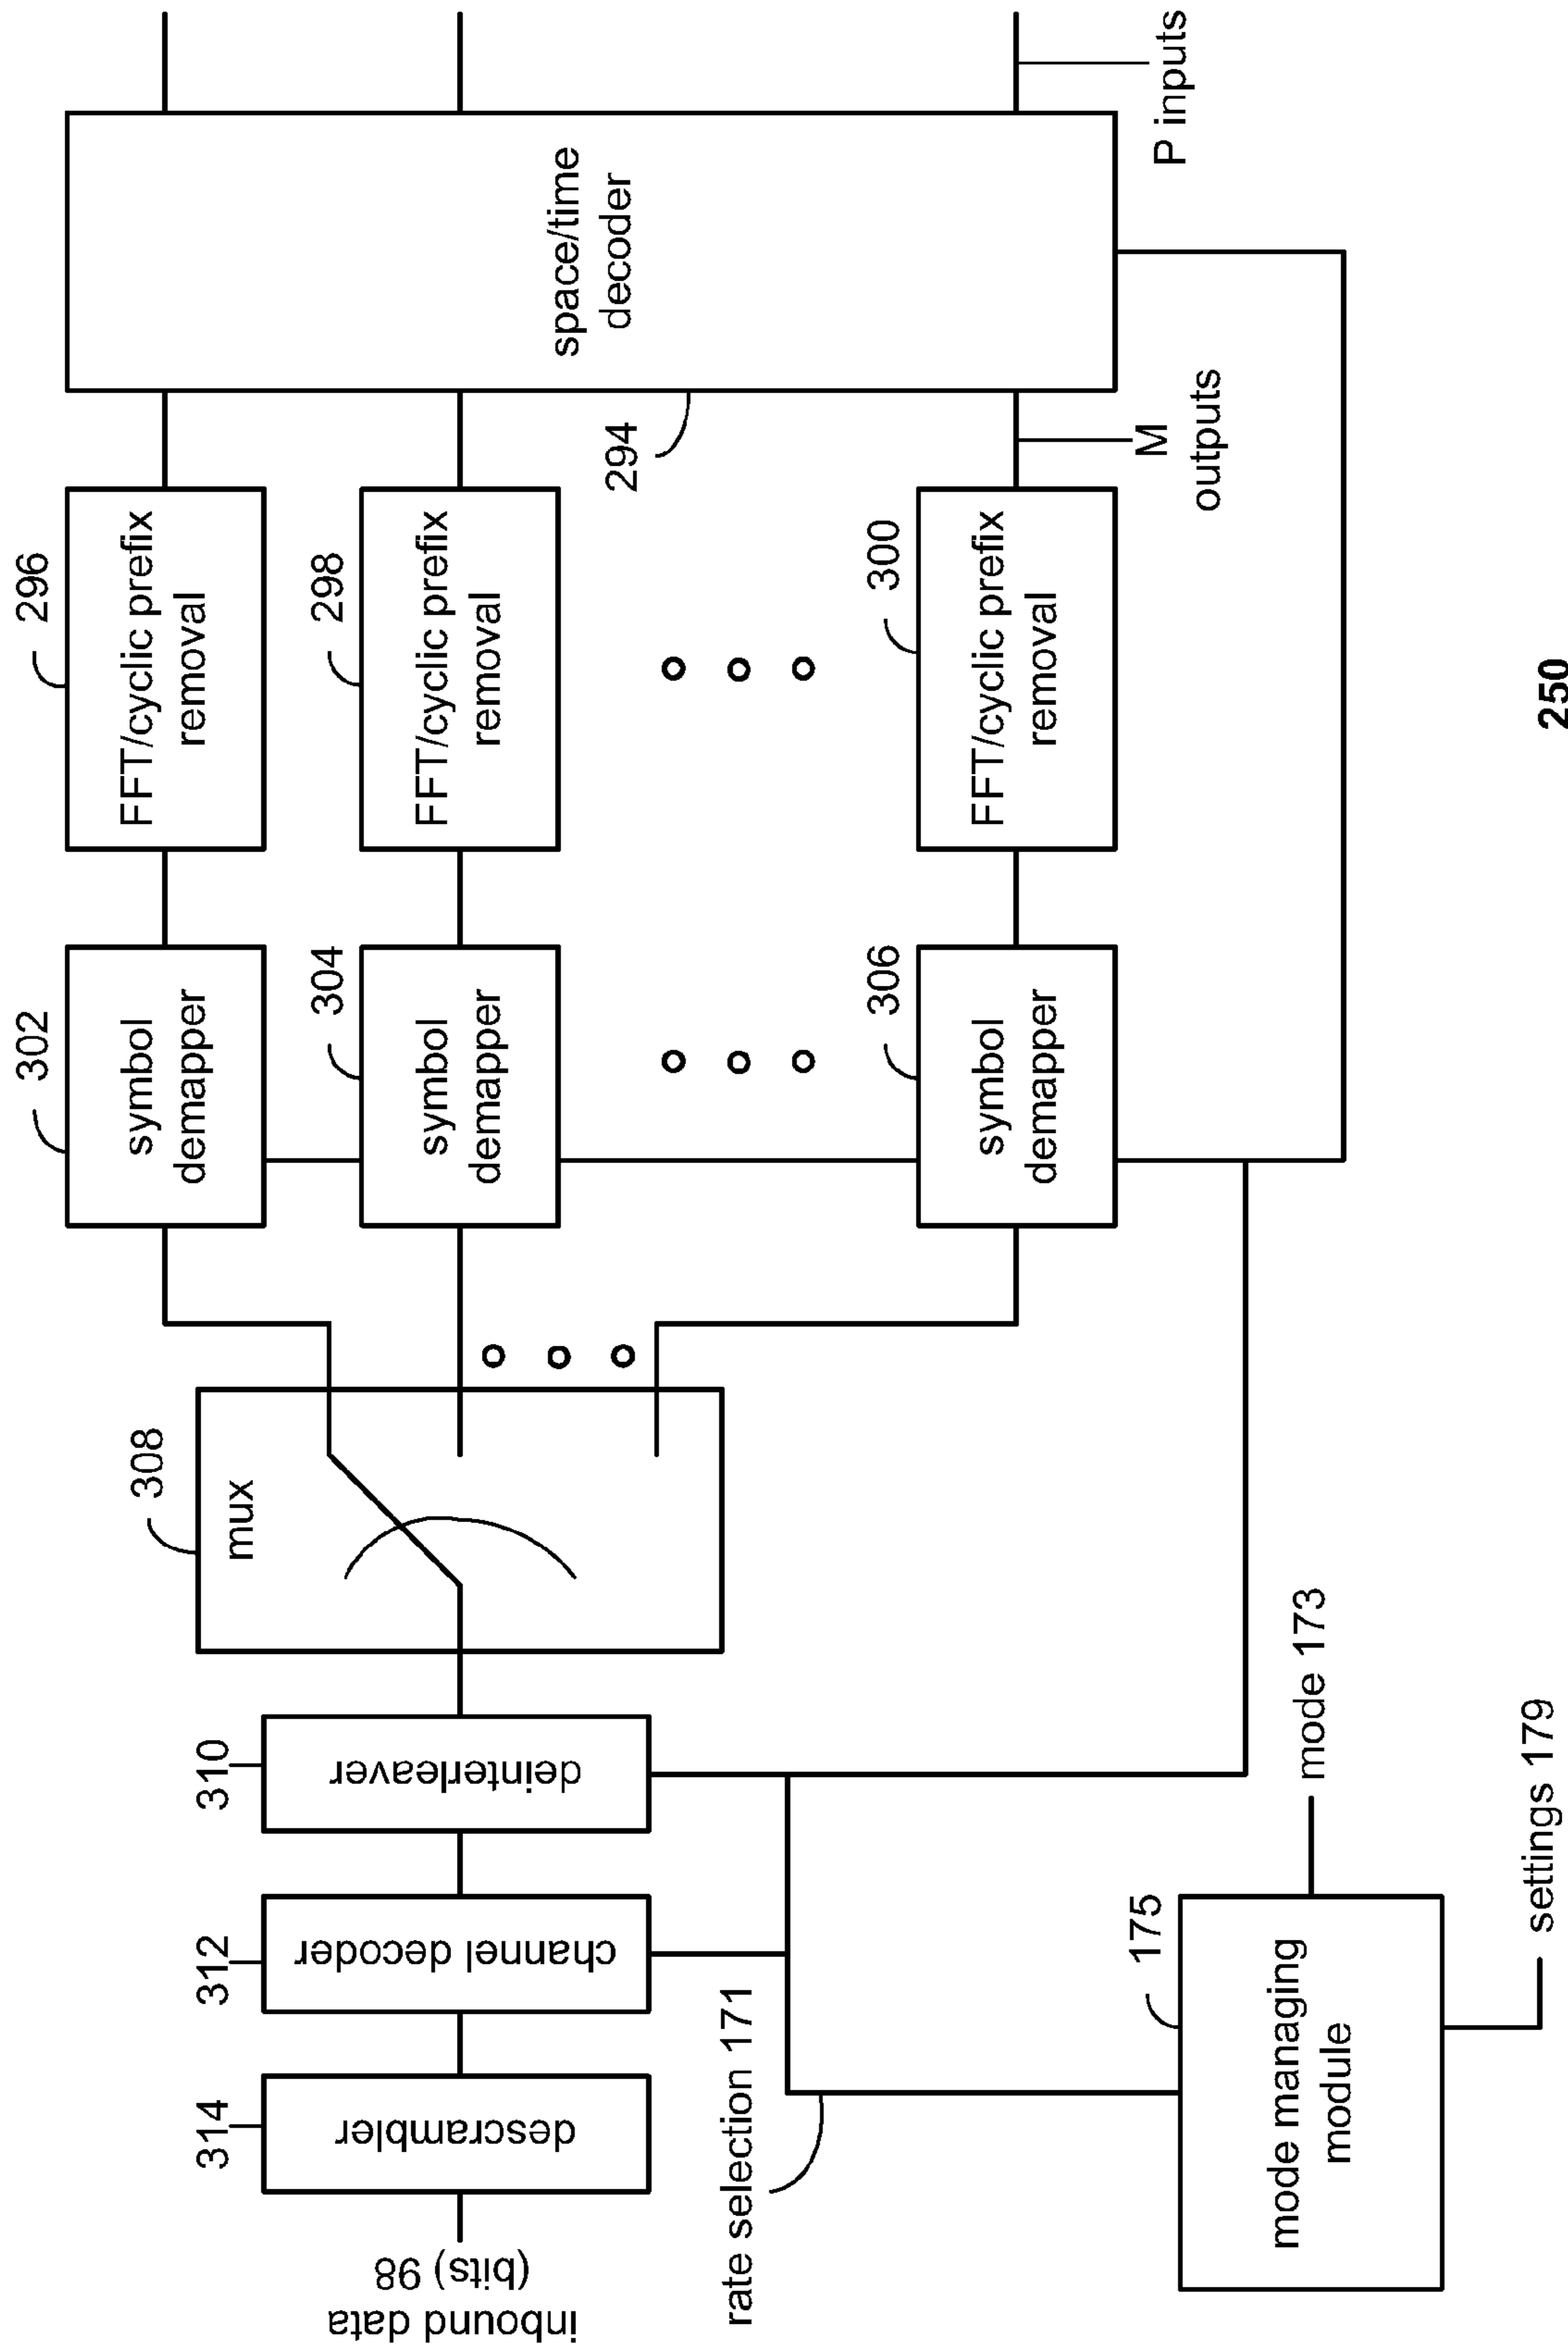 inbound data
(bits) 98
314
descrambler
312
channel decoder
310
deinterleaver
308
mux
302
symbol
demapper
304
symbol
demapper
306
symbol
demapper
296
FFT/cyclic prefix
removal
298
FFT/cyclic prefix
removal
300
FFT/cyclic prefix
removal
294
space/time
decoder
M
outputs
P inputs
rate selection 171
175
mode managing
module
mode 173
settings 179
250